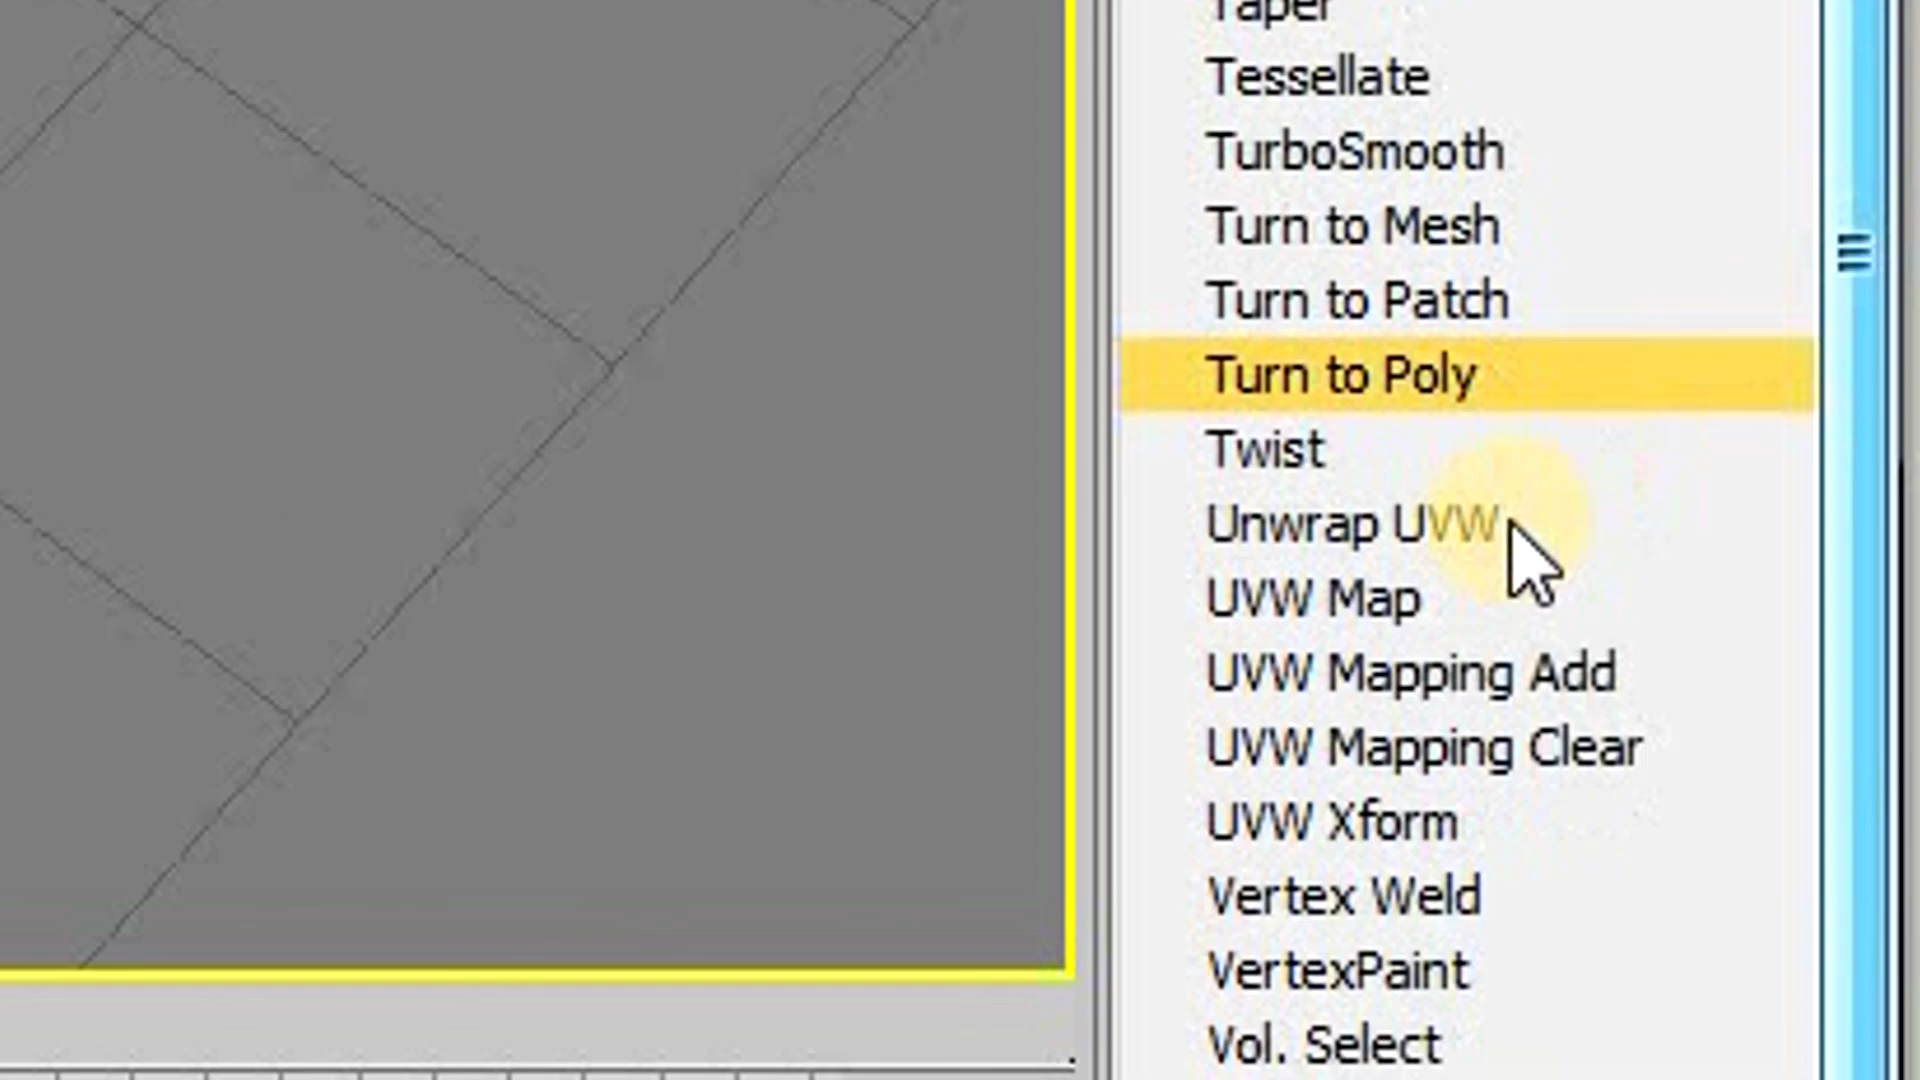 Taper
Tessellate
TurboSmooth
Turn to Mesh
Turn to Patch
Turn to Poly
Twist
Unwrap UVW
UVW Map
UVW Mapping Add
UVW Mapping Clear
UVW Xform
Vertex Weld
VertexPaint
Vol. Select